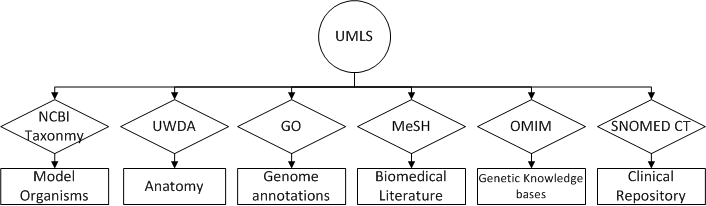 UMLS
NCBI
Taxonmy
UWDA
GO
MeSH
OMIM
SNOMED CT
Model
Organisms
Anatomy
Genome
annotations
Biomedical
Literature
Genetic Knowledge
bases
Clinical
Repository